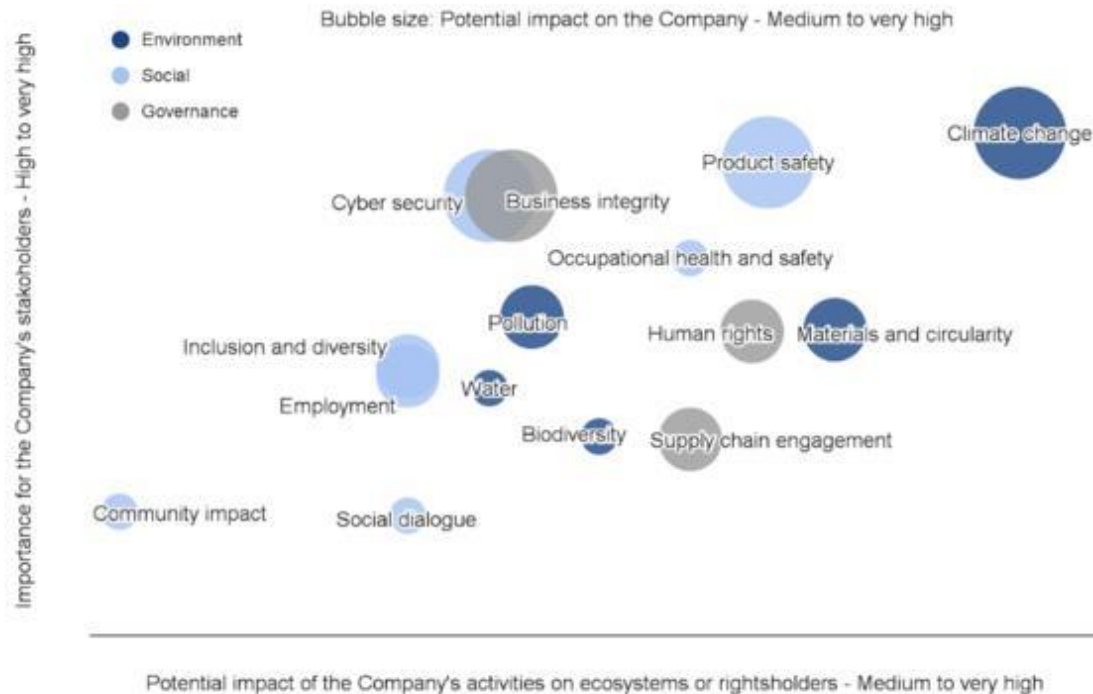 Bubble size: Potential impact on the Company - Medium to very high
Environment
Social
Governance
Importance for the Company's stakoholders - High to very high
Climate change
Product safety
Cyber security
Business integrity
Occupational health and safety
Pollution
Human rights
Materials and circularity
Inclusion and diversity
Employment
Water
Biodiversity
Supply chain engagement
Community impact
Social dialogue
Potential impact of the Company's activities on ecosystems or rightsholders - Medium to very high